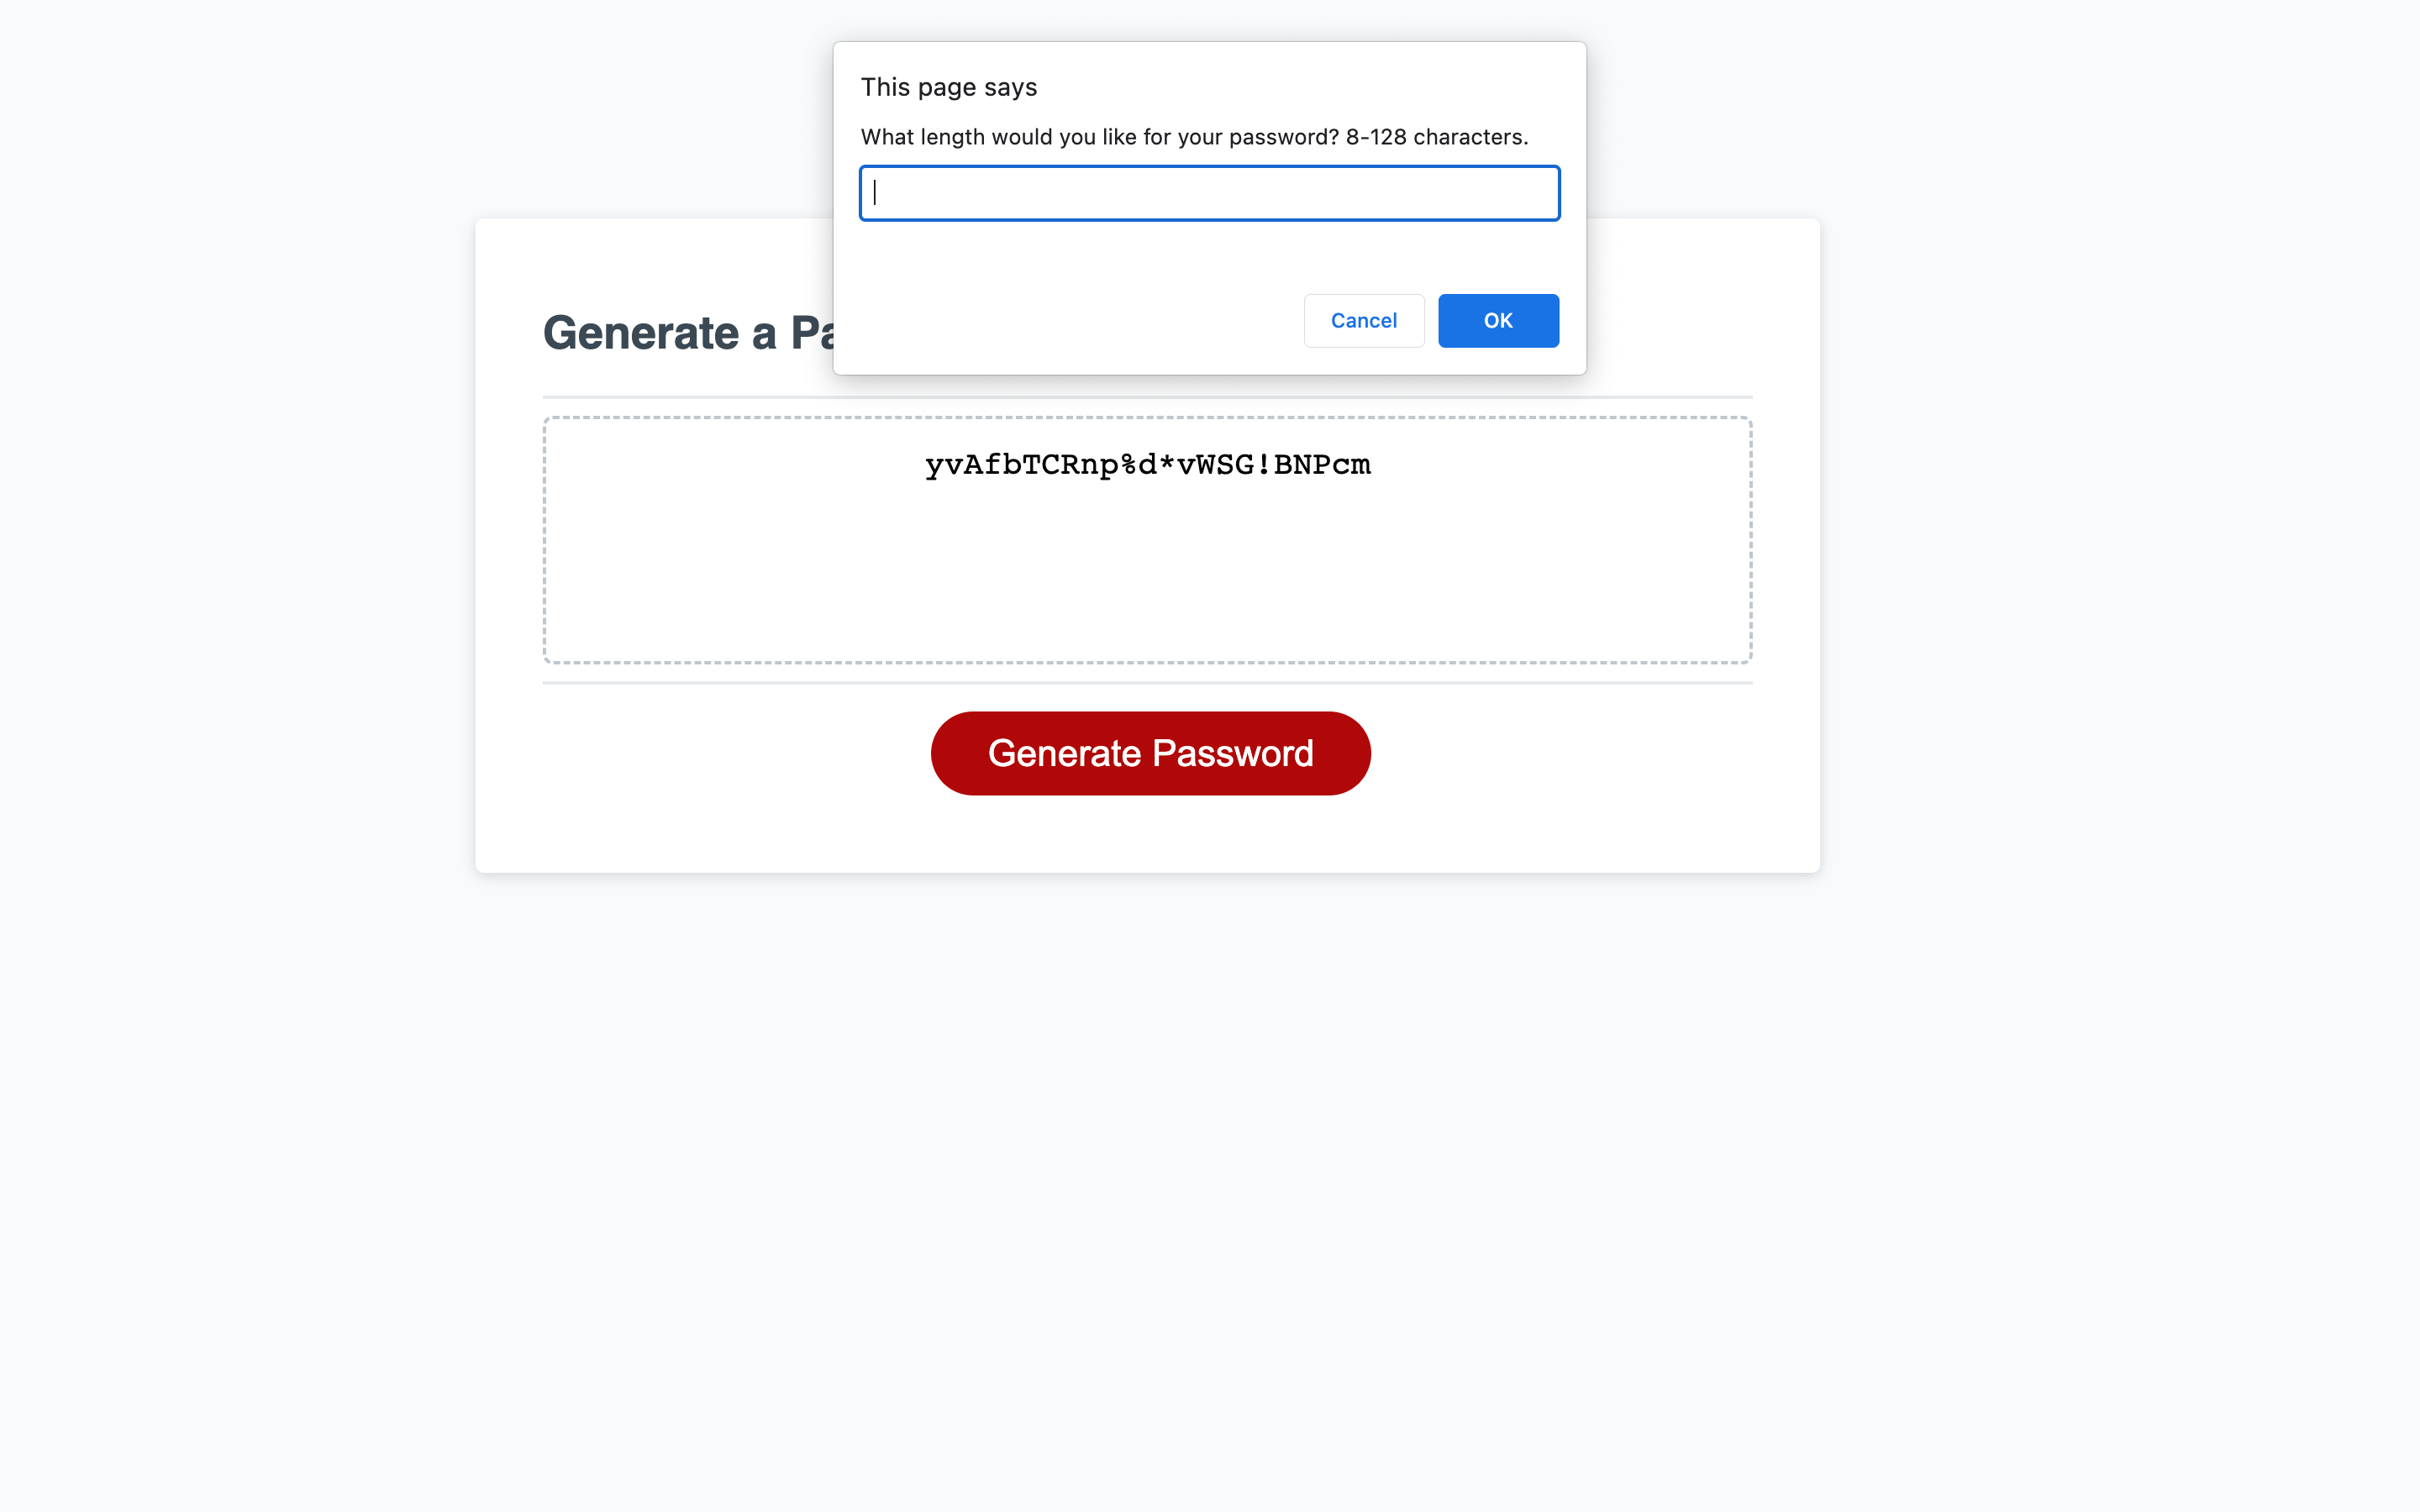 This page says
What length would you like for your password? 8-128 characters.
Cancel
OK
Generate a Pa
yvAfbTCRnp%d*vWSG!BNPcm
Generate Password